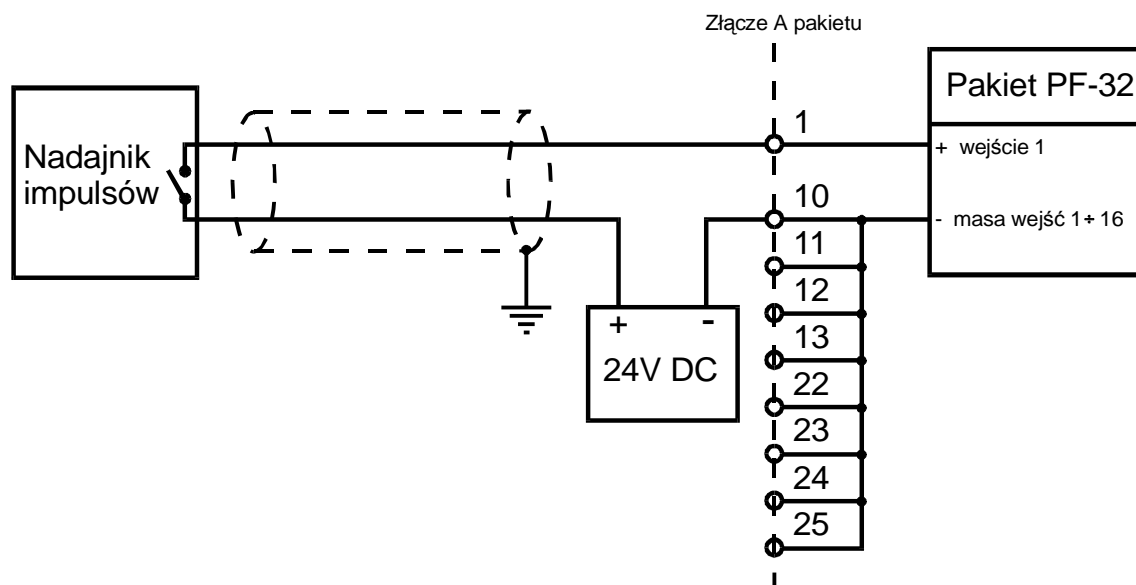 Złącze A pakietu
Pakiet PF-32
Nadajnik
impulsów
1
+ wejście 1
10
- masa wejść 1÷ 16
11
12
+ -
24V DC
13
22
23
24
25